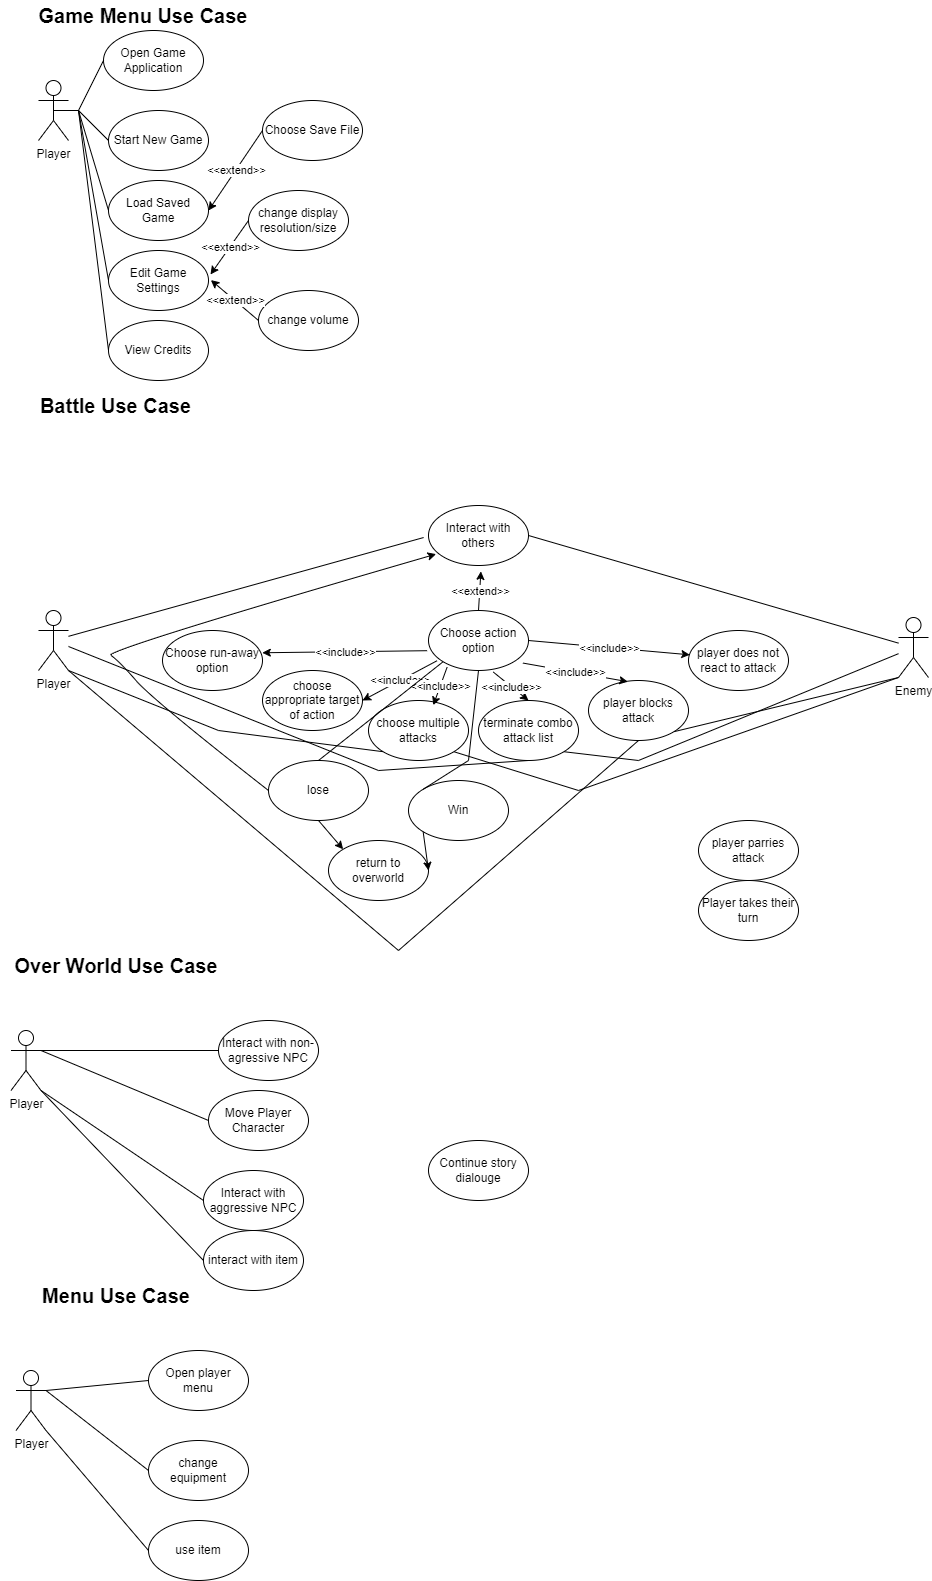 Game Menu Use Case
Open Game
Application
Player
Start New Game
Choose Save File
<<extend>>
Load Saved
Game
change display
resolution/size
<<extend>>
Edit Game
Settings
<<extend>>
change volume
View Credits
Battle Use Case
Interact with
others
<<extend>>
Player
Choose action
option
Enemy
Choose run-away
option
<<include>>
<<include>>
player does not
react to attack
choose
appropriate target
of action
<<include>>
<<include>>
<<include>>
<<include>>
choose multiple
attacks
terminate combo
attack list
player blocks
attack
lose
Win
return to
overworld
player parries
attack
Player takes their
turn
Over World Use Case
Player
Interact with non-
agressive NPC
Move Player
Character
Continue story
dialouge
Interact with
aggressive NPC
interact with item
Menu Use Case
Player
Open player
menu
change
equipment
use item